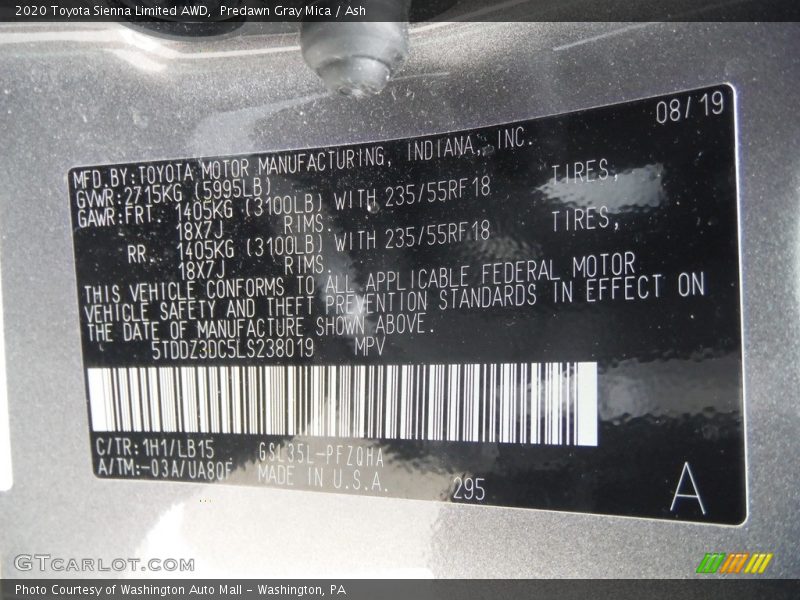 2020 Toyota Sienna Limited AWD, Predawn Gray Mica / Ash
08/19
MFD.BY:TOYOTA MOTOR MANUFACTURING, INDIANA, INC.
GVWR:2715KG (5995LB)
GAWR:FRT. 1405KG (3100LB) WITH 235/55RF18 TIRES,
18X7J RIMS.
RR. 1405KG (3100LB) WITH 235/55RF18 TIRES,
18X7J RIMS.
THIS VEHICLE CONFORMS TO ALL APPLICABLE FEDERAL MOTOR
VEHICLE SAFETY AND THEFT PREVENTION STANDARDS IN EFFECT ON
THE DATE OF MANUFACTURE SHOWN ABOVE.
5TDDZ3DC5LS238019 MPV
C/TR:1H1/LB15 GSL35L-PFZQHA
A/TM:-03A/UA80F MADE IN U.S.A. 295 A
GTCARLOT.COM
Photo Courtesy of Washington Auto Mall - Washington, PA